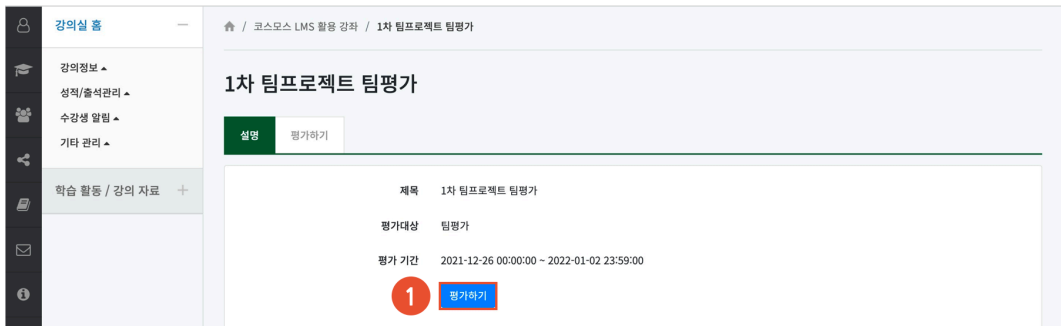 강의실 홈
강의정보
성적/출석관리
수강생 알림
기타 관리
학습 활동 / 강의 자료
/ 코스모스 LMS 활용 강좌 / 1차 팀프로젝트 팀평가
1차 팀프로젝트 팀평가
설명 평가하기
제목 1차 팀프로젝트 팀평가
평가대상 팀평가
평가 기간 2021-12-26 00:00:00 ~ 2022-01-02 23:59:00
1 평가하기